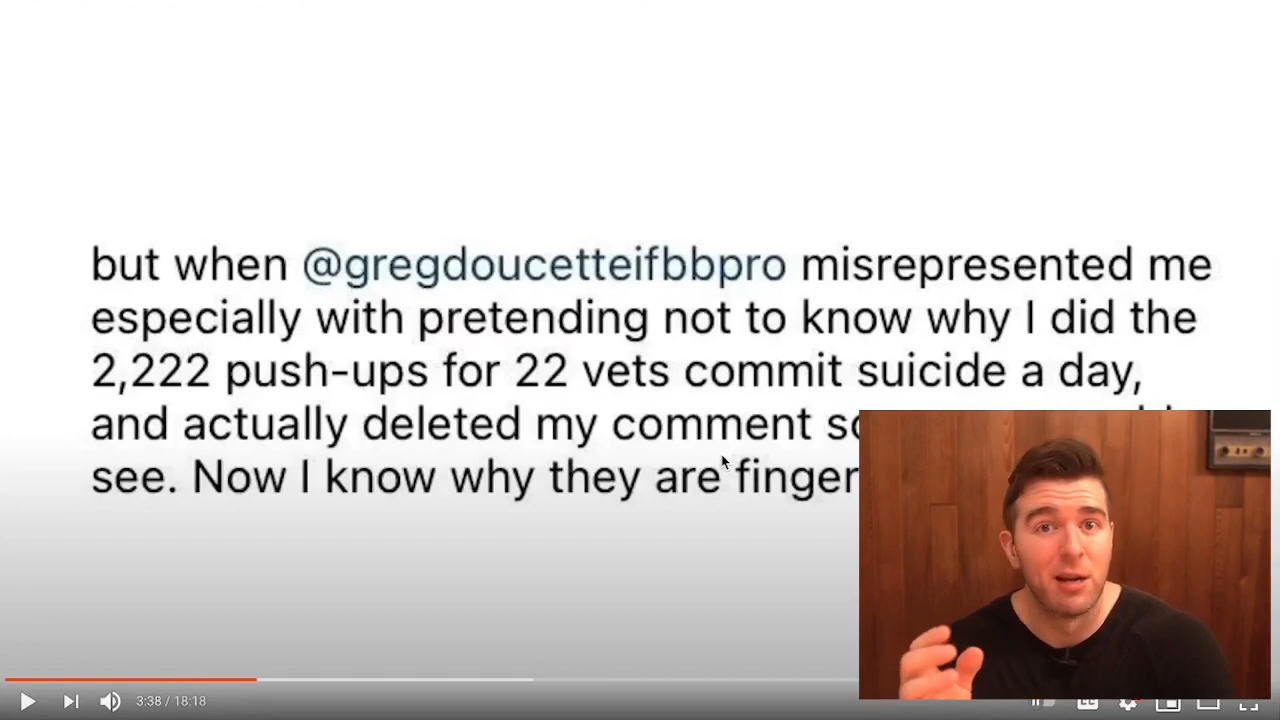 but when @gregdoucetteifbbpro misrepresented me
especially with pretending not to know why I did the
2,222 push-ups for 22 vets commit suicide a day,
and actually deleted my comment
see. Now I know why they are finger
3:38 / 18:18
CC